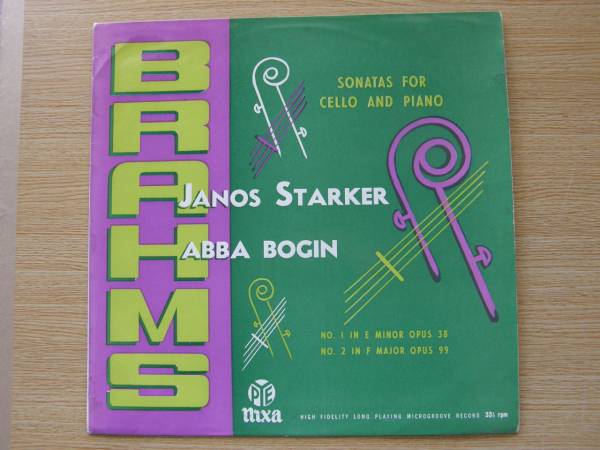 BRAHMS
SONATAS FOR
CELLO AND PIANO
JANOS STARKER
ABBA BOGIN
NO. 1 IN E MINOR OPUS 38
NO. 2 IN F MAJOR OPUS 99
PYE
nixa
HIGH FIDELITY LONG PLAYING MICROGROOVE RECORD 33⅓ rpm